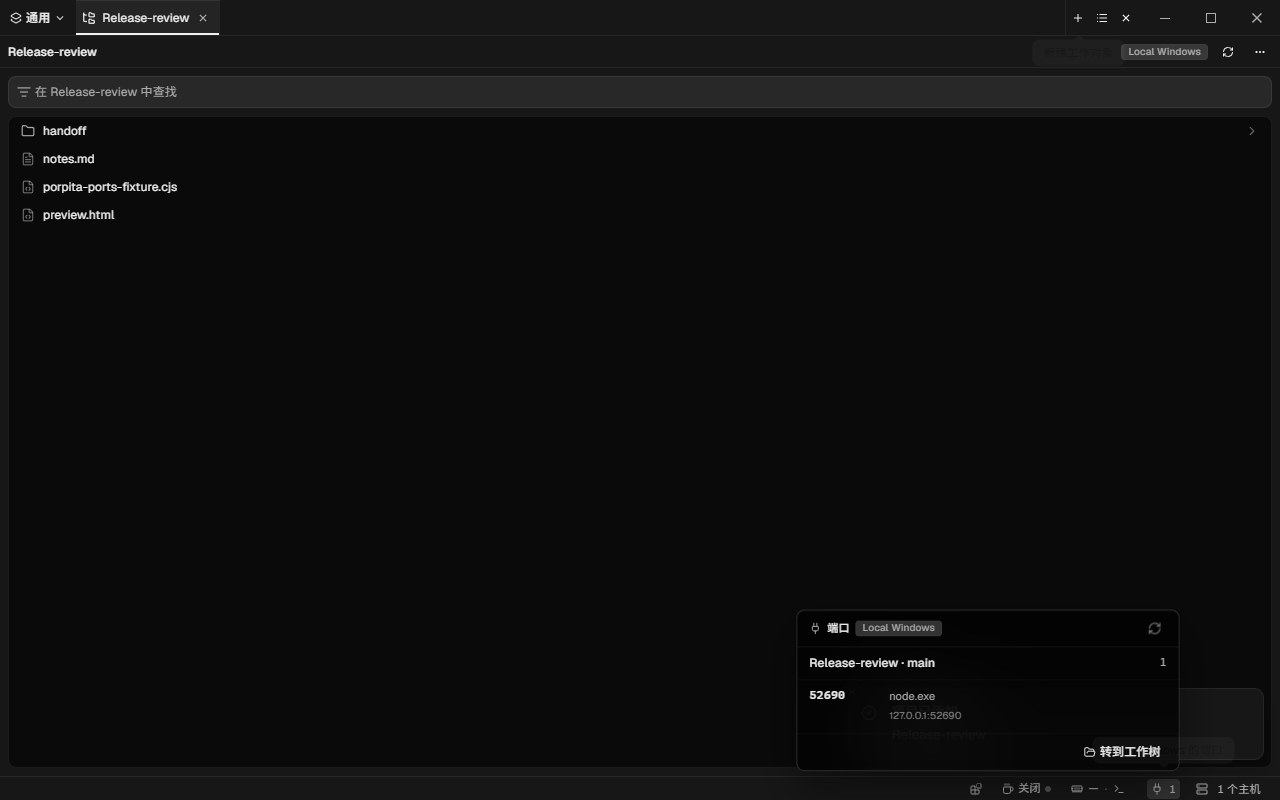 通用
Release-review
Release-review
Local Windows
在 Release-review 中查找
handoff
notes.md
porpita-ports-fixture.cjs
preview.html
端口 Local Windows
Release-review · main 1
52690 node.exe
127.0.0.1:52690
Release-review
转到工作树
关闭
1
1 个主机